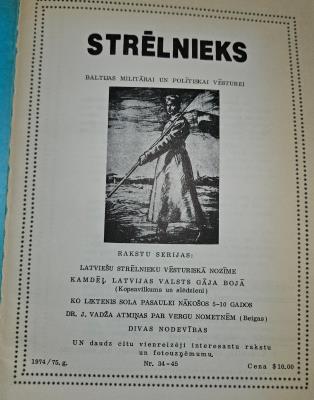 STRĒLNIEKS
BALTIJAS MILITĀRAI UN POLĪTISKAI VĒSTUREI
RAKSTU SERIJAS:
LATVIEŠU STRĒLNIEKU VĒSTURISKĀ NOZĪME
KAMDĒĻ LATVIJAS VALSTS GĀJA BOJĀ
(Kopsavilkums un slēdzieni)
KO LIKTENIS SOLA PASAULEI NĀKOŠOS 5-10 GADOS
DR. J. VADŽA ATMIŅAS PAR VERGU NOMETNĒM (Beigas)
DIVAS NODEVĪBAS
UN daudz citu vienreizēji interesantu rakstu
un fotouzņēmumu.
1974/75. g. Nr. 34-45 Cena $10.00